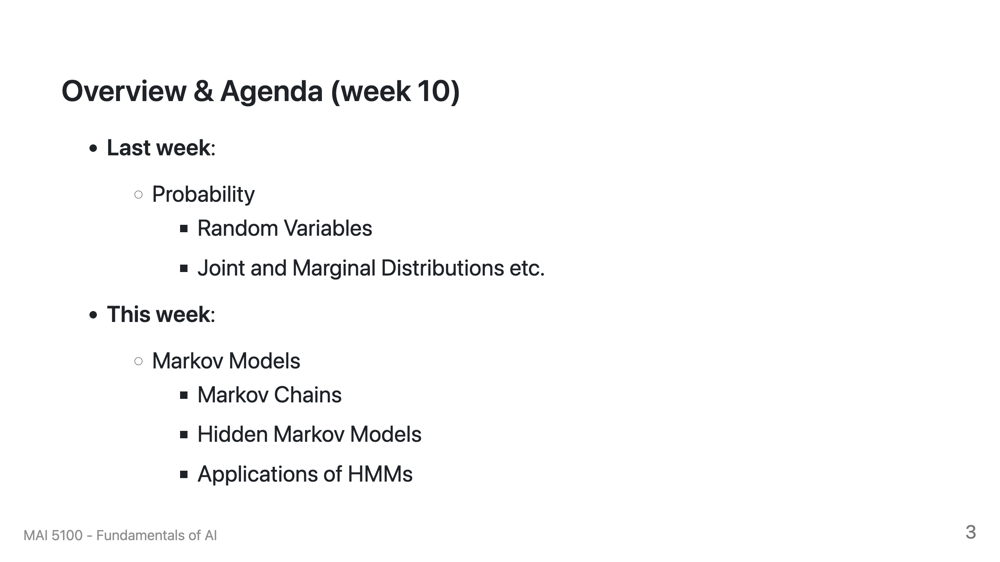 Overview & Agenda (week 10)
Last week:
Probability
Random Variables
Joint and Marginal Distributions etc.
This week:
Markov Models
Markov Chains
Hidden Markov Models
Applications of HMMs
MAI 5100 - Fundamentals of AI
3